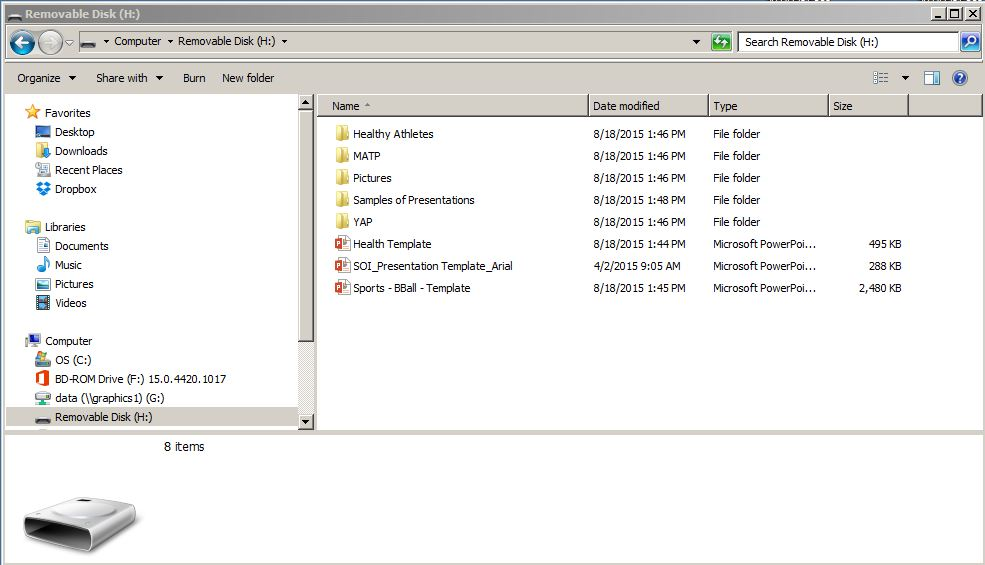 Removable Disk (H:)
Computer Removable Disk (H:) Search Removable Disk (H:)
Organize Share with Burn New folder
Favorites
Desktop
Downloads
Recent Places
Dropbox
Libraries
Documents
Music
Pictures
Videos
Computer
OS (C:)
BD-ROM Drive (F:) 15.0.4420.1017
data (\\graphics1) (G:)
Removable Disk (H:)
Name Date modified Type Size
Healthy Athletes 8/18/2015 1:46 PM File folder
MATP 8/18/2015 1:46 PM File folder
Pictures 8/18/2015 1:46 PM File folder
Samples of Presentations 8/18/2015 1:48 PM File folder
YAP 8/18/2015 1:46 PM File folder
Health Template 8/18/2015 1:44 PM Microsoft PowerPoi... 495 KB
SOI_Presentation Template_Arial 4/2/2015 9:05 AM Microsoft PowerPoi... 288 KB
Sports - BBall - Template 8/18/2015 1:45 PM Microsoft PowerPoi... 2,480 KB
8 items